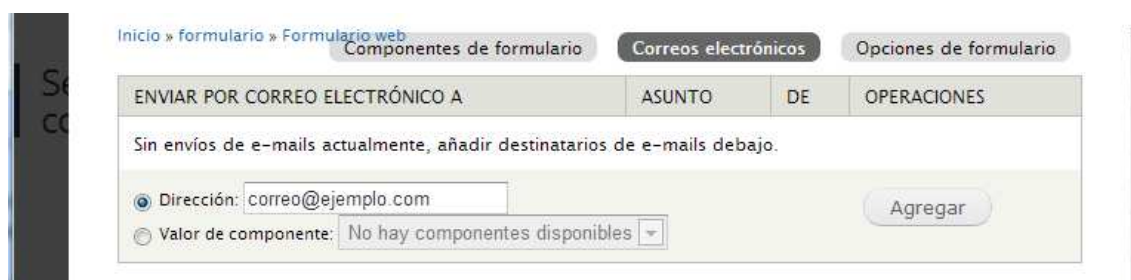 Inicio » formulario » Formulario web
Componentes de formulario Correos electrónicos Opciones de formulario
ENVIAR POR CORREO ELECTRÓNICO A ASUNTO DE OPERACIONES
Sin envíos de e-mails actualmente, añadir destinatarios de e-mails debajo.
Dirección: correo@ejemplo.com
Agregar
Valor de componente: No hay componentes disponibles